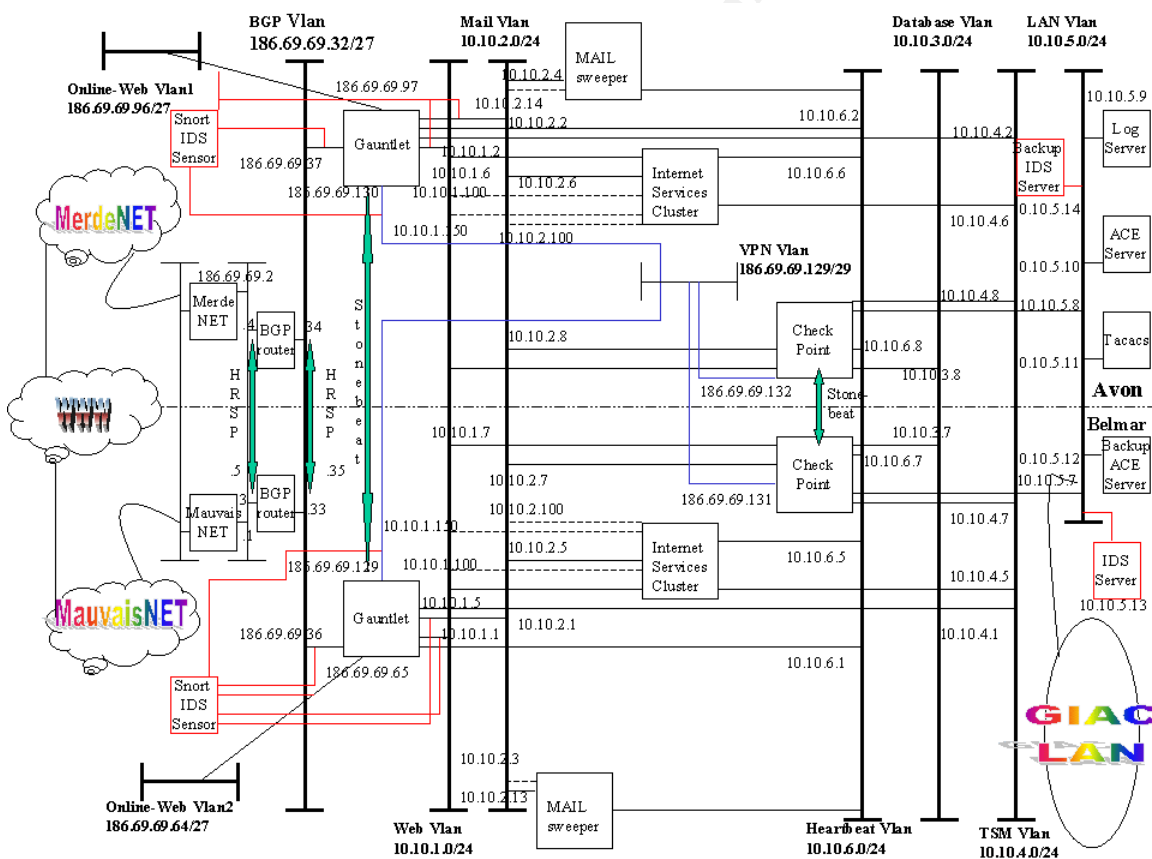 BGP Vlan
186.69.69.32/27
Mail Vlan
10.10.2.0/24
Database Vlan
10.10.3.0/24
LAN Vlan
10.10.5.0/24
Online-Web Vlan1
186.69.69.96/27
186.69.69.97
10.10.2.4
MAIL
sweeper
10.10.2.14
10.10.2.2
10.10.6.2
10.10.5.9
Snort
IDS
Sensor
Gauntlet
186.69.69.37
10.10.1.2
10.10.4.2
Log
Server
Backup
IDS
Server
186.69.69.130
10.10.1.6
10.10.1.100
10.10.2.6
Internet
Services
Cluster
10.10.6.6
10.10.5.14
MerdeNET
10.10.1.150
10.10.2.100
10.10.4.6
ACE
Server
VPN Vlan
186.69.69.129/29
10.10.5.10
186.69.69.2
Merde
NET
.4
BGP
router
.34
Stonebeat
10.10.2.8
10.10.4.8
10.10.5.8
Check
Point
10.10.6.8
Tacacs
10.10.5.11
HRSP
HRSP
186.69.69.132
10.10.3.8
Avon
WWW
Stone-
beat
Belmar
10.10.1.7
10.10.3.7
10.10.6.7
Check
Point
10.10.5.12
10.10.5.7
Backup
ACE
Server
.5
.35
BGP
router
.3
.33
Mauvais
NET
.1
10.10.2.7
186.69.69.131
10.10.2.100
10.10.4.7
10.10.1.150
10.10.2.5
Internet
Services
Cluster
10.10.6.5
186.69.69.129
10.10.1.100
10.10.4.5
IDS
Server
10.10.5.13
MauvaisNET
Gauntlet
10.10.1.5
10.10.2.1
10.10.1.1
10.10.4.1
186.69.69.36
186.69.69.65
10.10.6.1
Snort
IDS
Sensor
GIAC
LAN
10.10.2.3
10.10.2.13
MAIL
sweeper
Online-Web Vlan2
186.69.69.64/27
Web Vlan
10.10.1.0/24
Heartbeat Vlan
10.10.6.0/24
TSM Vlan
10.10.4.0/24